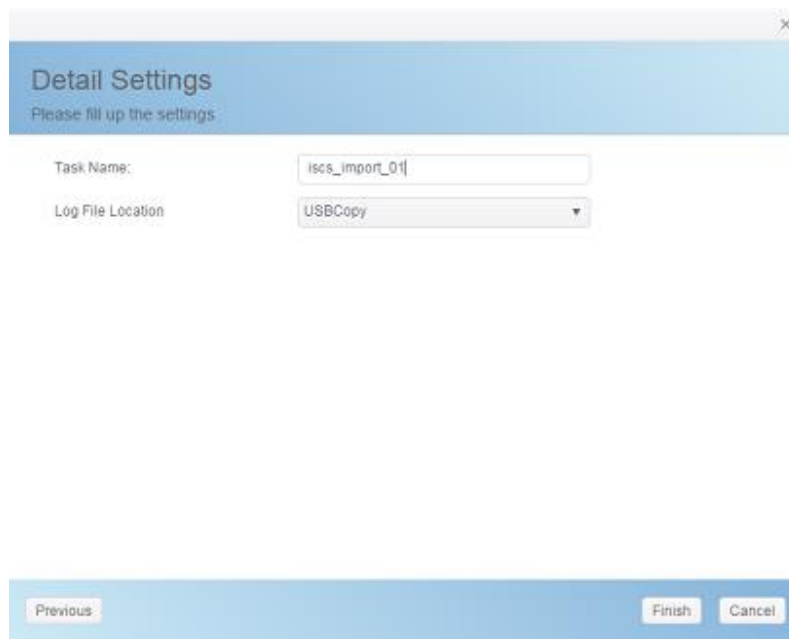 Detail Settings
Please fill up the settings
Task Name: iscs_import_01
Log File Location USBCopy
Previous Finish Cancel